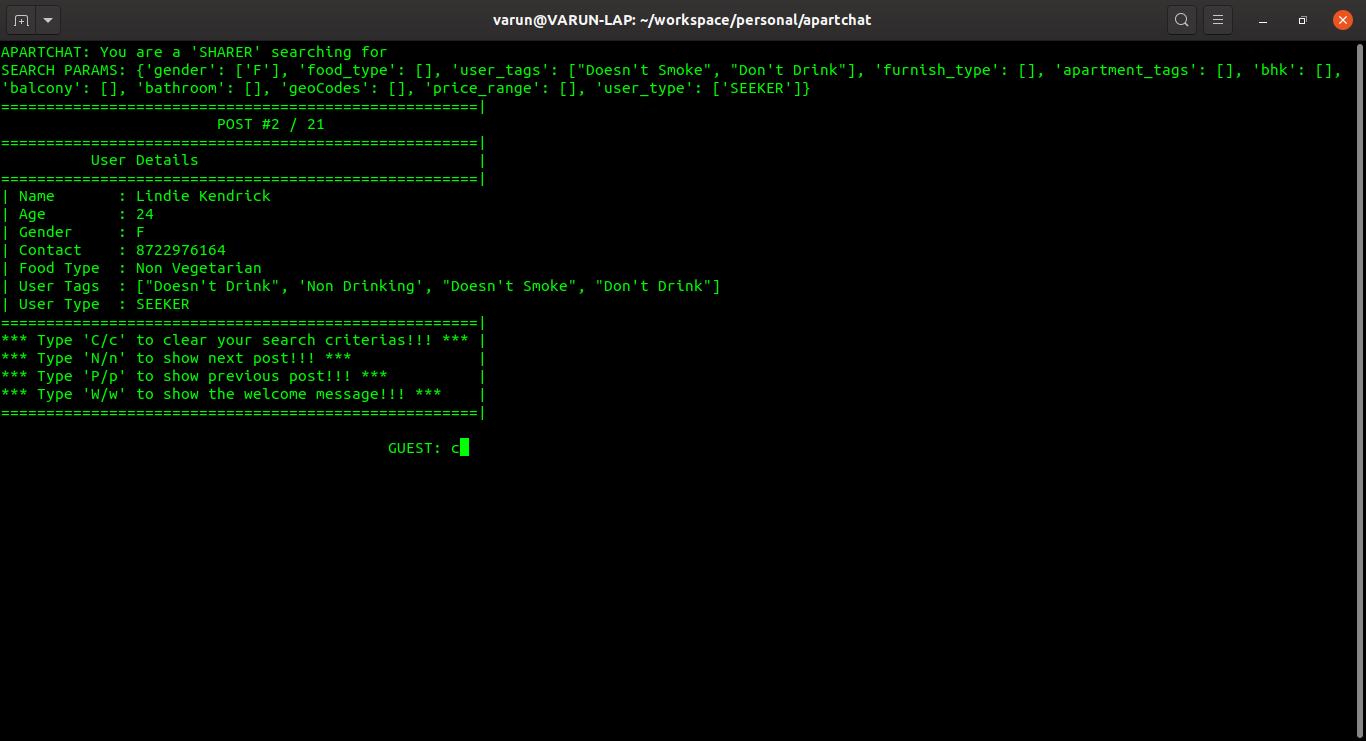 varun@VARUN-LAP: ~/workspace/personal/apartchat
APARTCHAT: You are a 'SHARER' searching for
SEARCH PARAMS: {'gender': ['F'], 'food_type': [], 'user_tags': ["Doesn't Smoke", "Don't Drink"], 'furnish_type': [], 'apartment_tags': [], 'bhk': [],
'balcony': [], 'bathroom': [], 'geoCodes': [], 'price_range': [], 'user_type': ['SEEKER']}
=====================================================|
                        POST #2 / 21
=====================================================|
          User Details                               |
=====================================================|
| Name       : Lindie Kendrick
| Age        : 24
| Gender     : F
| Contact    : 8722976164
| Food Type  : Non Vegetarian
| User Tags  : ["Doesn't Drink", 'Non Drinking', "Doesn't Smoke", "Don't Drink"]
| User Type  : SEEKER
=====================================================|
*** Type 'C/c' to clear your search criterias!!! *** |
*** Type 'N/n' to show next post!!! ***              |
*** Type 'P/p' to show previous post!!! ***          |
*** Type 'W/w' to show the welcome message!!! ***    |
=====================================================|
                                           GUEST: c